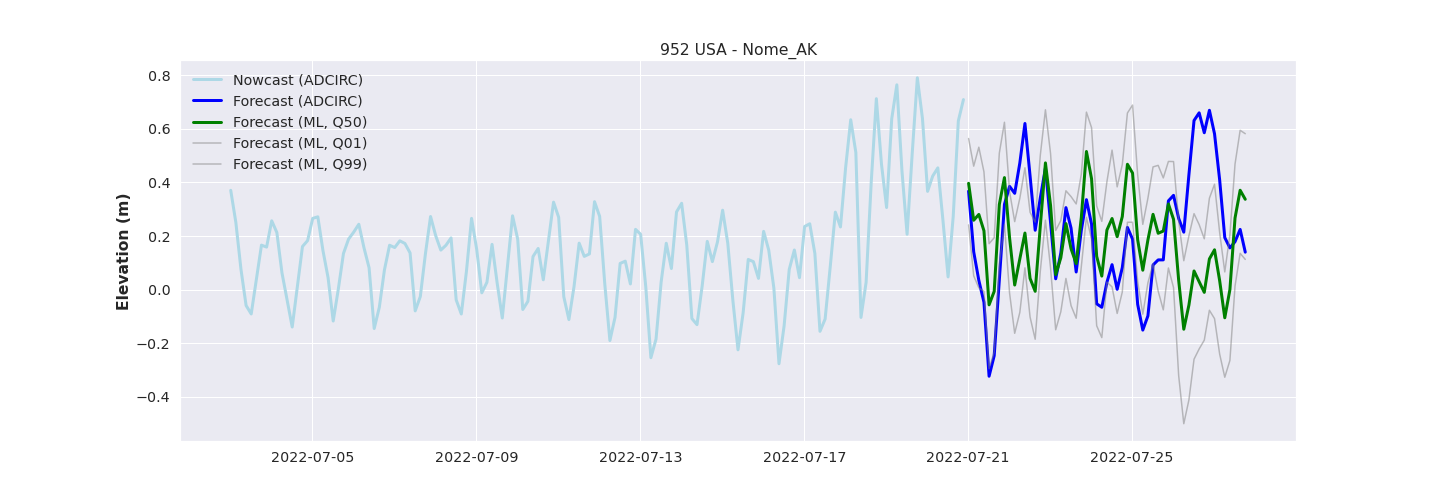 952 USA - Nome_AK
Nowcast (ADCIRC)
Forecast (ADCIRC)
Forecast (ML, Q50)
Forecast (ML, Q01)
Forecast (ML, Q99)
Elevation (m)
0.8
0.6
0.4
0.2
0.0
−0.2
−0.4
2022-07-05
2022-07-09
2022-07-13
2022-07-17
2022-07-21
2022-07-25